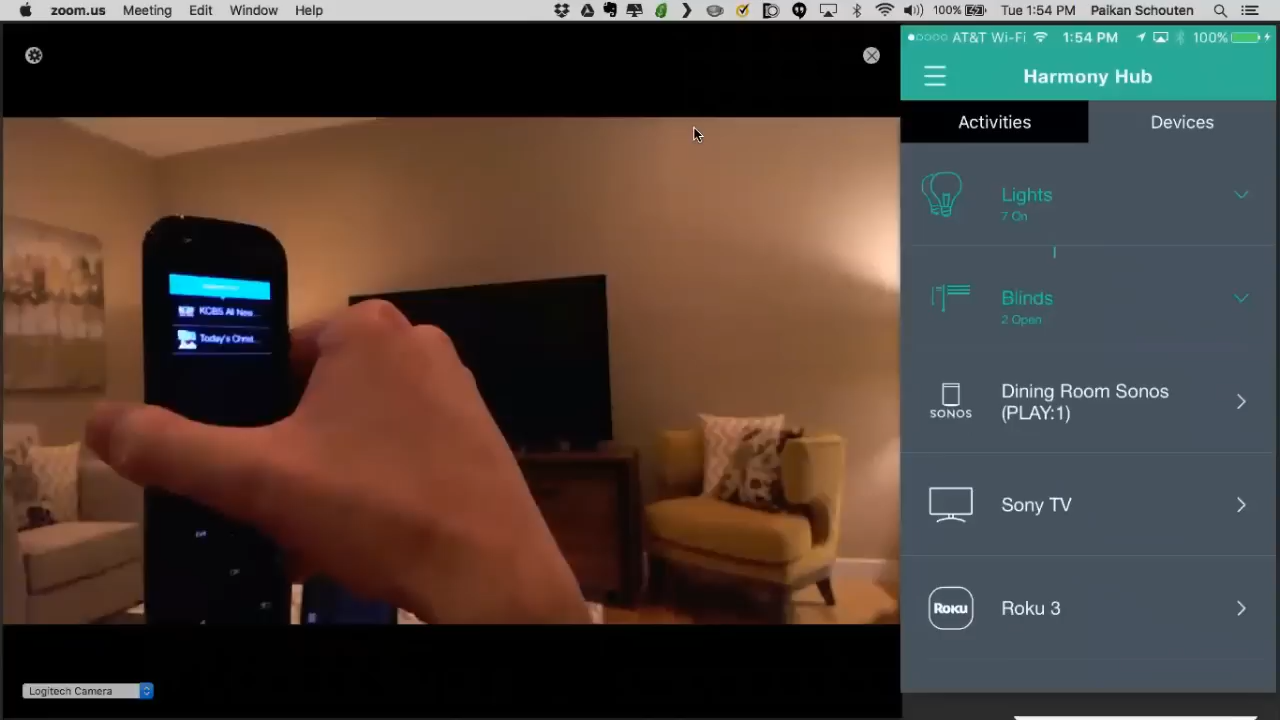 zoom.us Meeting Edit Window Help 100% Tue 1:54 PM Paikan Schouten
AT&T Wi-Fi 1:54 PM 100%
Harmony Hub
Activities Devices
Lights
7 On
Blinds
2 Open
Dining Room Sonos
(PLAY:1)
SONOS
Sony TV
Roku
Roku 3
KCBS All New...
Today's Christ...
Logitech Camera